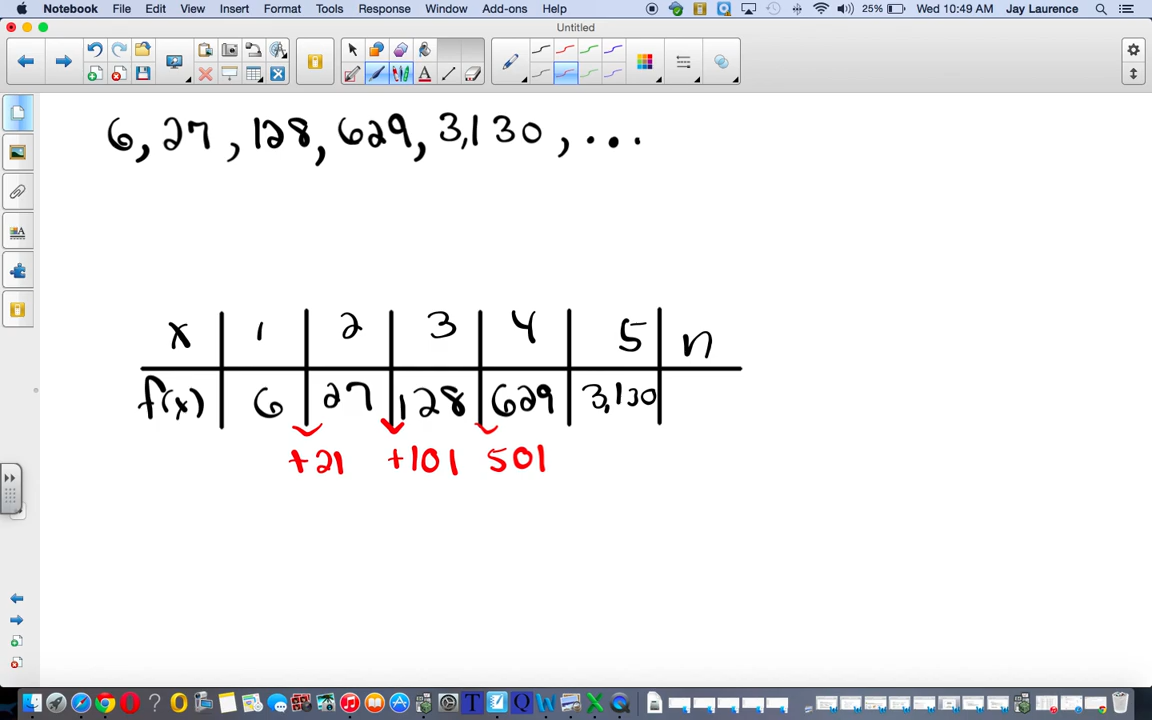 Notebook File Edit View Insert Format Tools Response Window Add-ons Help 25% Wed 10:49 AM Jay Laurence
Untitled
6, 27, 128, 629, 3,130, ...
x 1 2 3 4 5 n
f(x) 6 27 128 629 3,130
+21 +101 501